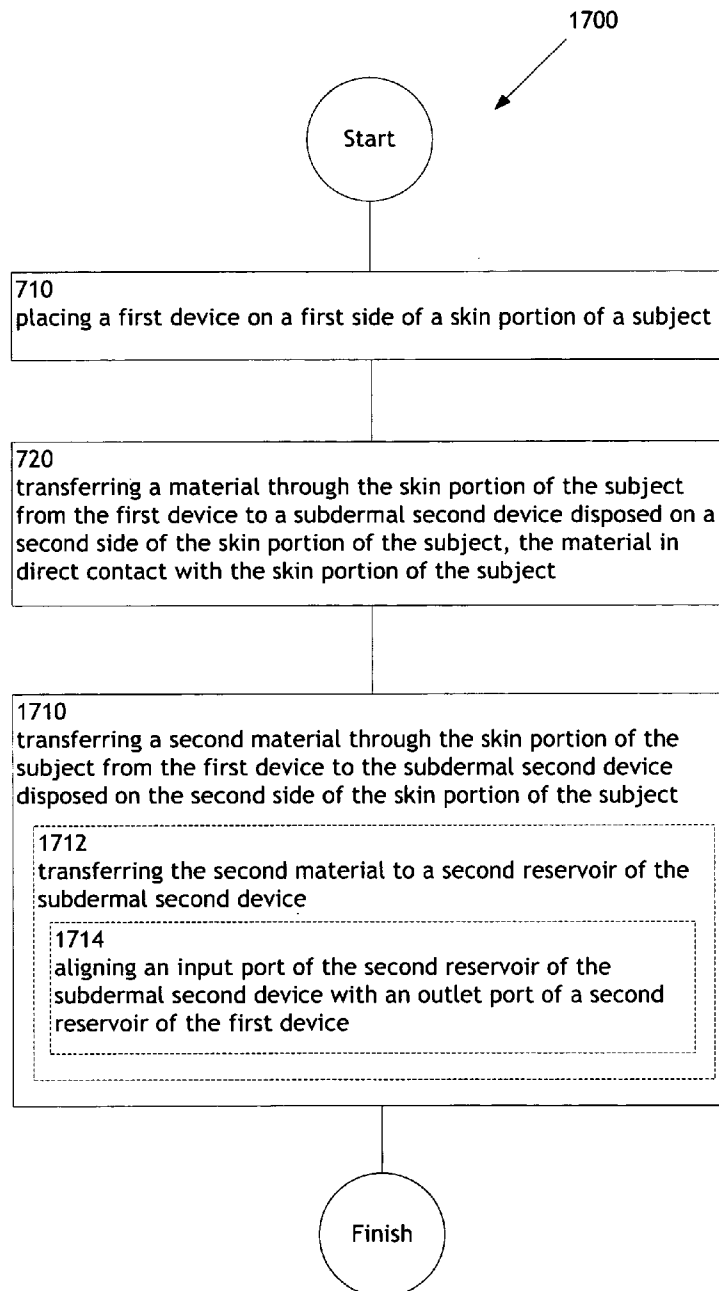 1700
Start
710
placing a first device on a first side of a skin portion of a subject
720
transferring a material through the skin portion of the subject
from the first device to a subdermal second device disposed on a
second side of the skin portion of the subject, the material in
direct contact with the skin portion of the subject
1710
transferring a second material through the skin portion of the
subject from the first device to the subdermal second device
disposed on the second side of the skin portion of the subject
1712
transferring the second material to a second reservoir of the
subdermal second device
1714
aligning an input port of the second reservoir of the
subdermal second device with an outlet port of a second
reservoir of the first device
Finish